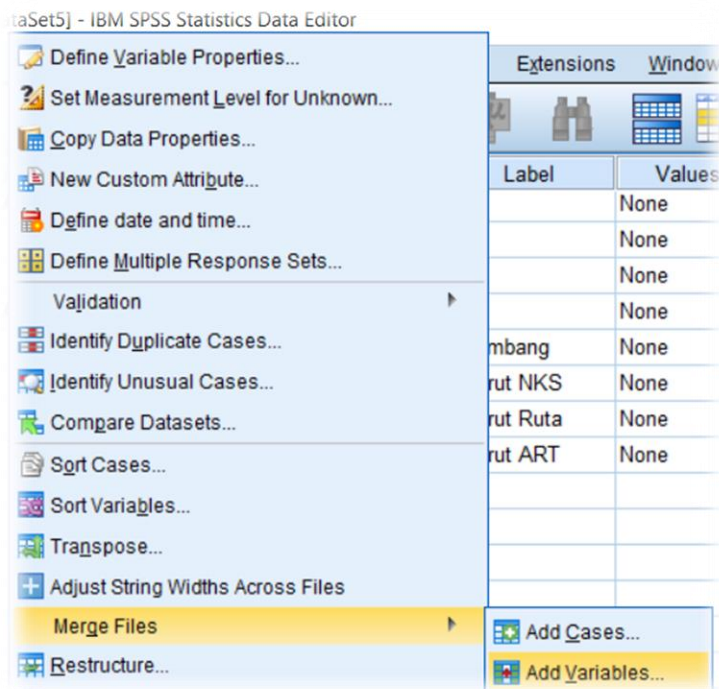 taSet5] - IBM SPSS Statistics Data Editor
Define Variable Properties...
Set Measurement Level for Unknown...
Copy Data Properties...
New Custom Attribute...
Define date and time...
Define Multiple Response Sets...
Validation
Identify Duplicate Cases...
Identify Unusual Cases...
Compare Datasets...
Sort Cases...
Sort Variables...
Transpose...
Adjust String Widths Across Files
Merge Files
Restructure...
Add Cases...
Add Variables...
Extensions Window
Label Values
None
None
None
None
mbang None
rut NKS None
rut Ruta None
rut ART None